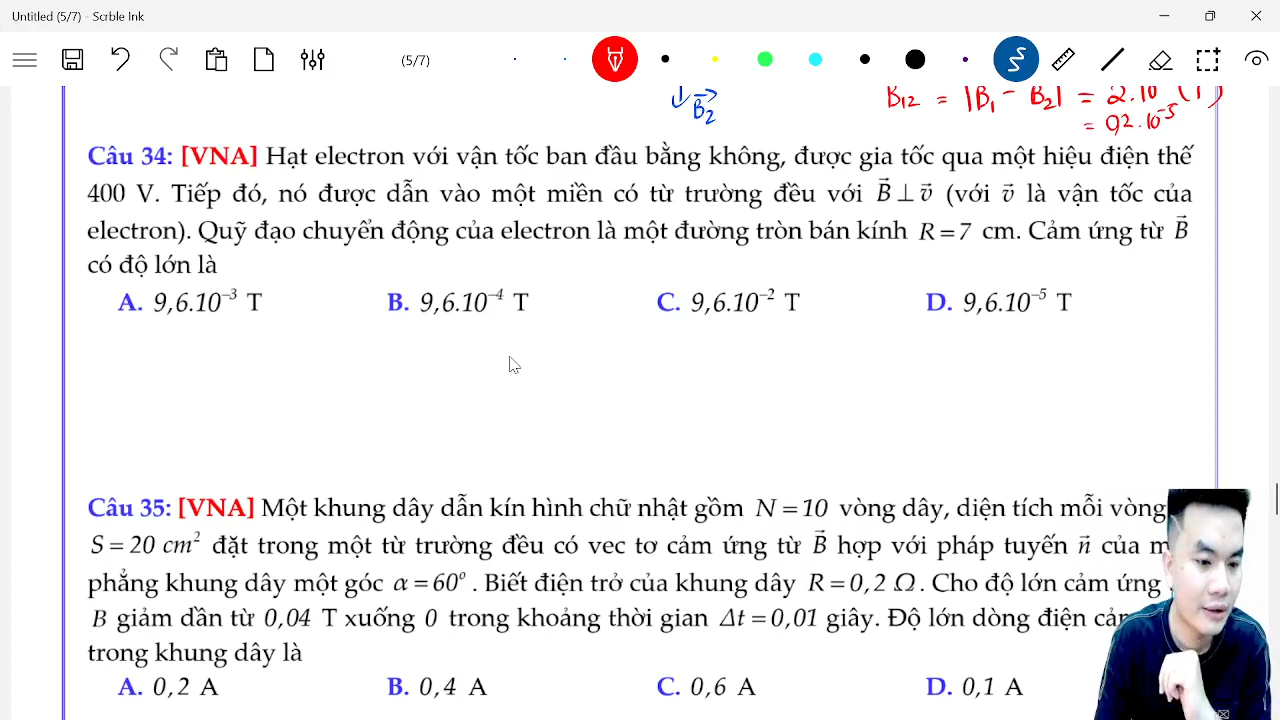 Untitled (5/7) - Scrble Ink
(5/7)
B₂
B₁₂ = |B₁ - B₂| = 2.10 (T)
= 0,2.10⁻⁵
Câu 34: [VNA] Hạt electron với vận tốc ban đầu bằng không, được gia tốc qua một hiệu điện thế
400 V. Tiếp đó, nó được dẫn vào một miền có từ trường đều với B⃗ ⊥ v⃗ (với v⃗ là vận tốc của
electron). Quỹ đạo chuyển động của electron là một đường tròn bán kính R = 7 cm. Cảm ứng từ B⃗
có độ lớn là
A. 9,6.10⁻³ T B. 9,6.10⁻⁴ T C. 9,6.10⁻² T D. 9,6.10⁻⁵ T
Câu 35: [VNA] Một khung dây dẫn kín hình chữ nhật gồm N = 10 vòng dây, diện tích mỗi vòng
S = 20 cm² đặt trong một từ trường đều có vec tơ cảm ứng từ B⃗ hợp với pháp tuyến n⃗ của
phẳng khung dây một góc α = 60° . Biết điện trở của khung dây R = 0,2 Ω. Cho độ lớn cảm ứng
B giảm dần từ 0,04 T xuống 0 trong khoảng thời gian Δt = 0,01 giây. Độ lớn dòng điện
trong khung dây là
A. 0,2 A B. 0,4 A C. 0,6 A D. 0,1 A